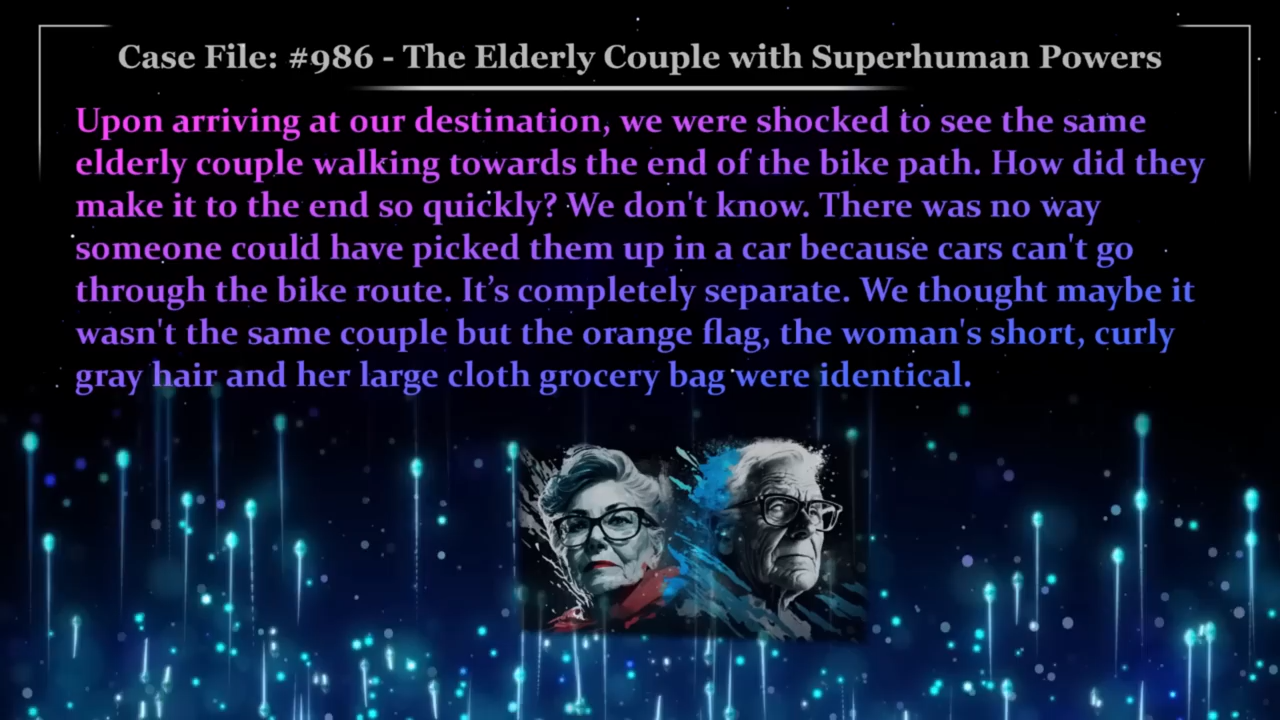 Case File: #986 - The Elderly Couple with Superhuman Powers
Upon arriving at our destination, we were shocked to see the same
elderly couple walking towards the end of the bike path. How did they
make it to the end so quickly? We don't know. There was no way
someone could have picked them up in a car because cars can't go
through the bike route. It’s completely separate. We thought maybe it
wasn't the same couple but the orange flag, the woman's short, curly
gray hair and her large cloth grocery bag were identical.